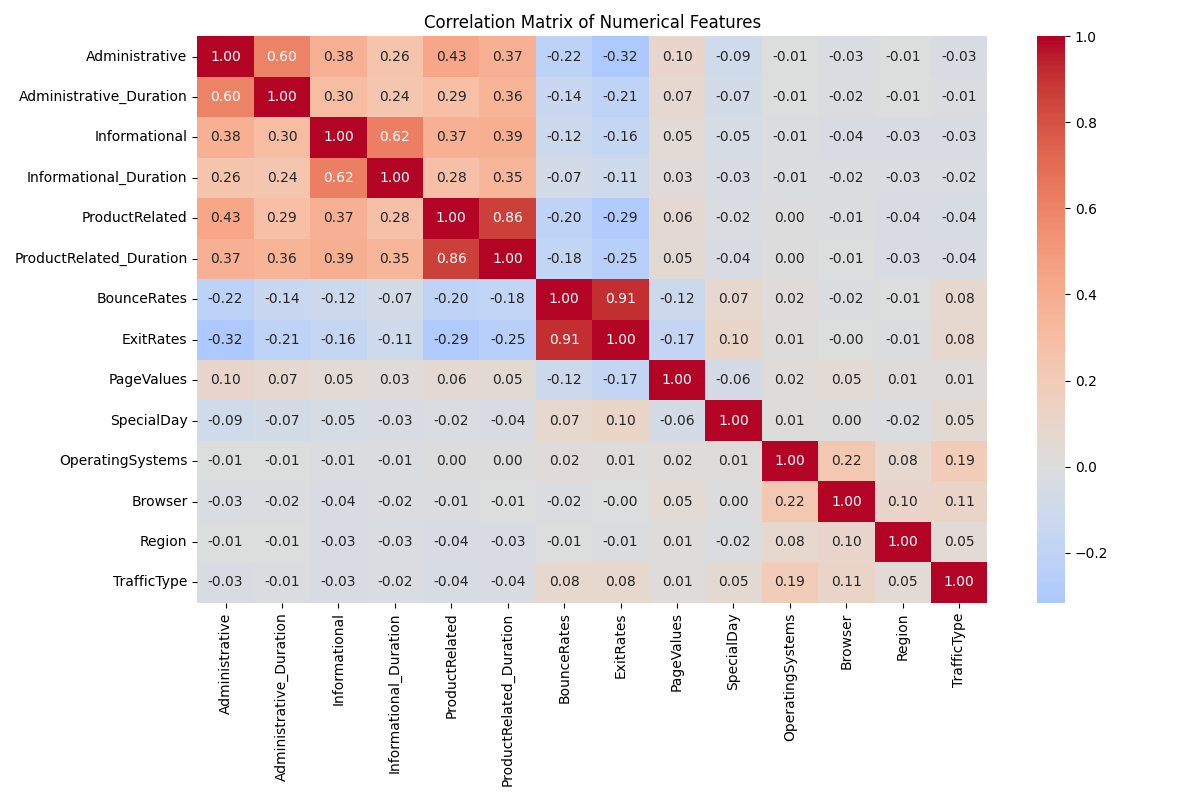 Correlation Matrix of Numerical Features
Administrative 1.00 0.60 0.38 0.26 0.43 0.37 -0.22 -0.32 0.10 -0.09 -0.01 -0.03 -0.01 -0.03
Administrative_Duration 0.60 1.00 0.30 0.24 0.29 0.36 -0.14 -0.21 0.07 -0.07 -0.01 -0.02 -0.01 -0.01
Informational 0.38 0.30 1.00 0.62 0.37 0.39 -0.12 -0.16 0.05 -0.05 -0.01 -0.04 -0.03 -0.03
Informational_Duration 0.26 0.24 0.62 1.00 0.28 0.35 -0.07 -0.11 0.03 -0.03 -0.01 -0.02 -0.03 -0.02
ProductRelated 0.43 0.29 0.37 0.28 1.00 0.86 -0.20 -0.29 0.06 -0.02 0.00 -0.01 -0.04 -0.04
ProductRelated_Duration 0.37 0.36 0.39 0.35 0.86 1.00 -0.18 -0.25 0.05 -0.04 0.00 -0.01 -0.03 -0.04
BounceRates -0.22 -0.14 -0.12 -0.07 -0.20 -0.18 1.00 0.91 -0.12 0.07 0.02 -0.02 -0.01 0.08
ExitRates -0.32 -0.21 -0.16 -0.11 -0.29 -0.25 0.91 1.00 -0.17 0.10 0.01 -0.00 -0.01 0.08
PageValues 0.10 0.07 0.05 0.03 0.06 0.05 -0.12 -0.17 1.00 -0.06 0.02 0.05 0.01 0.01
SpecialDay -0.09 -0.07 -0.05 -0.03 -0.02 -0.04 0.07 0.10 -0.06 1.00 0.01 0.00 -0.02 0.05
OperatingSystems -0.01 -0.01 -0.01 -0.01 0.00 0.00 0.02 0.01 0.02 0.01 1.00 0.22 0.08 0.19
Browser -0.03 -0.02 -0.04 -0.02 -0.01 -0.01 -0.02 -0.00 0.05 0.00 0.22 1.00 0.10 0.11
Region -0.01 -0.01 -0.03 -0.03 -0.04 -0.03 -0.01 -0.01 0.01 -0.02 0.08 0.10 1.00 0.05
TrafficType -0.03 -0.01 -0.03 -0.02 -0.04 -0.04 0.08 0.08 0.01 0.05 0.19 0.11 0.05 1.00
Administrative
Administrative_Duration
Informational
Informational_Duration
ProductRelated
ProductRelated_Duration
BounceRates
ExitRates
PageValues
SpecialDay
OperatingSystems
Browser
Region
TrafficType
1.0
0.8
0.6
0.4
0.2
0.0
−0.2